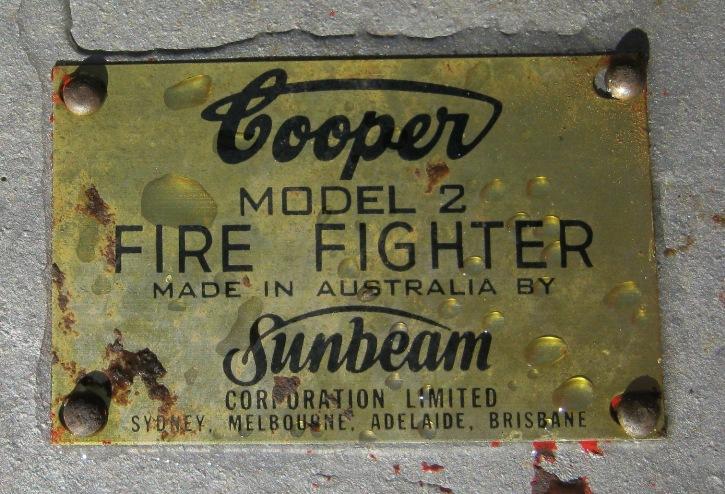 Cooper
MODEL 2
FIRE FIGHTER
MADE IN AUSTRALIA BY
Sunbeam
CORPORATION LIMITED
SYDNEY, MELBOURNE, ADELAIDE, BRISBANE